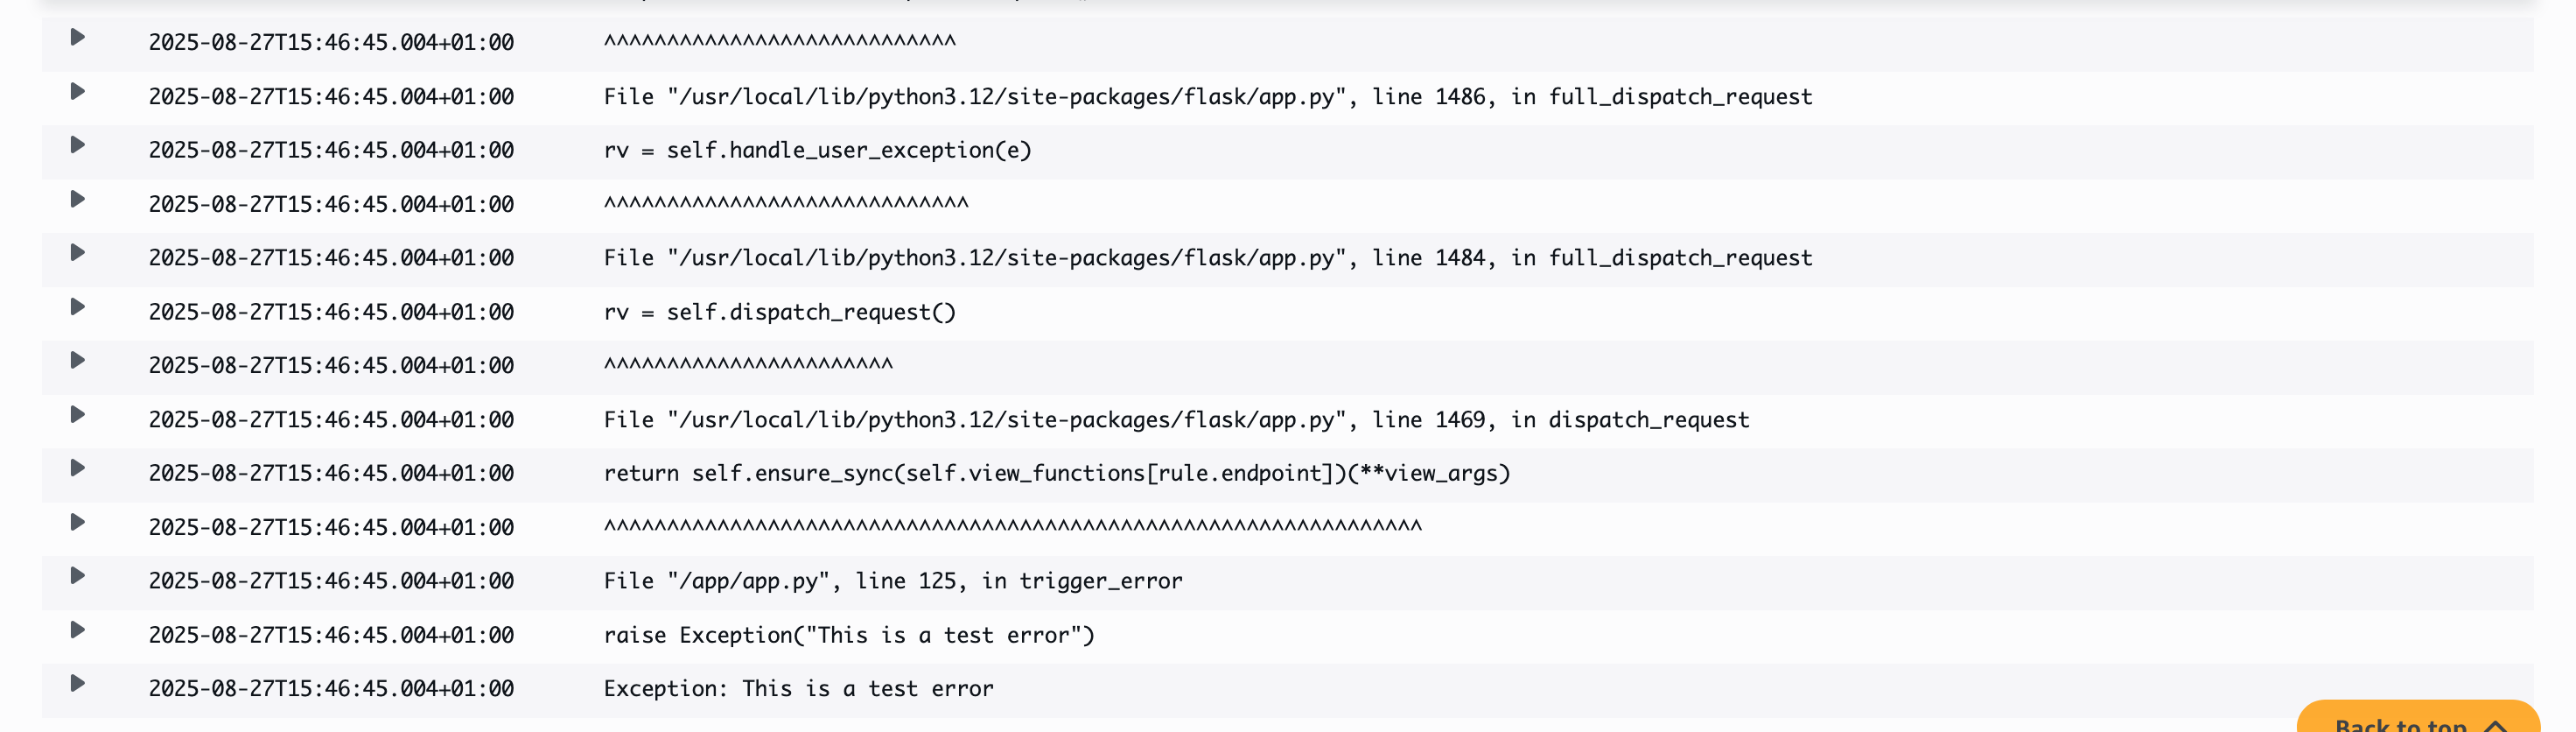 2025-08-27T15:46:45.004+01:00 ^^^^^^^^^^^^^^^^^^^^^^^^^^^^
2025-08-27T15:46:45.004+01:00 File "/usr/local/lib/python3.12/site-packages/flask/app.py", line 1486, in full_dispatch_request
2025-08-27T15:46:45.004+01:00 rv = self.handle_user_exception(e)
2025-08-27T15:46:45.004+01:00 ^^^^^^^^^^^^^^^^^^^^^^^^^^^^^
2025-08-27T15:46:45.004+01:00 File "/usr/local/lib/python3.12/site-packages/flask/app.py", line 1484, in full_dispatch_request
2025-08-27T15:46:45.004+01:00 rv = self.dispatch_request()
2025-08-27T15:46:45.004+01:00 ^^^^^^^^^^^^^^^^^^^^^^^
2025-08-27T15:46:45.004+01:00 File "/usr/local/lib/python3.12/site-packages/flask/app.py", line 1469, in dispatch_request
2025-08-27T15:46:45.004+01:00 return self.ensure_sync(self.view_functions[rule.endpoint])(**view_args)
2025-08-27T15:46:45.004+01:00 ^^^^^^^^^^^^^^^^^^^^^^^^^^^^^^^^^^^^^^^^^^^^^^^^^^^^^^^^^^^^^^^^^
2025-08-27T15:46:45.004+01:00 File "/app/app.py", line 125, in trigger_error
2025-08-27T15:46:45.004+01:00 raise Exception("This is a test error")
2025-08-27T15:46:45.004+01:00 Exception: This is a test error
Back to top